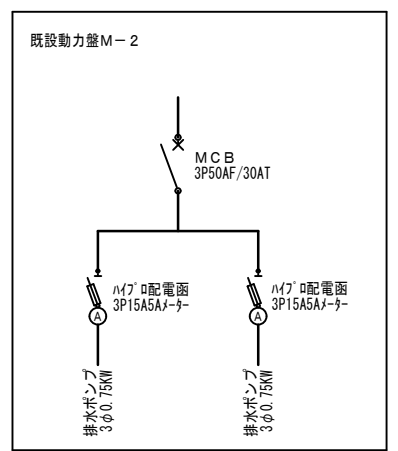 既設動力盤M－2
MCB
3P50AF/30AT
ﾊｲﾌﾟﾛ配電函
3P15A5Aﾒｰﾀｰ
ﾊｲﾌﾟﾛ配電函
3P15A5Aﾒｰﾀｰ
A
A
排水ポンプ
3φ0.75KW
排水ポンプ
3φ0.75KW